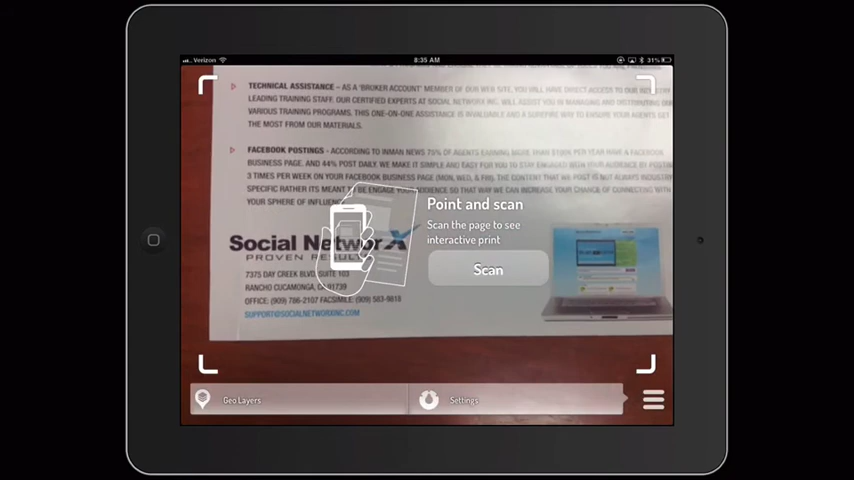 Verizon
8:35 AM
31%
TECHNICAL ASSISTANCE – AS A 'BROKER ACCOUNT' MEMBER OF OUR WEB SITE, YOU WILL HAVE DIRECT ACCESS TO OUR
LEADING TRAINING STAFF. OUR CERTIFIED EXPERTS AT SOCIAL NETWORX INC. WILL ASSIST YOU IN MANAGING AND DISTRIBUTING OUR
VARIOUS TRAINING PROGRAMS. THIS ONE-ON-ONE ASSISTANCE IS INVALUABLE AND A SUREFIRE WAY TO ENSURE YOUR AGENTS GET
THE MOST FROM OUR MATERIALS.
FACEBOOK POSTINGS - ACCORDING TO INMAN NEWS 75% OF AGENTS EARNING MORE THAN $100K PER YEAR HAVE A FACEBOOK
BUSINESS PAGE, AND 44% POST DAILY. WE MAKE IT SIMPLE AND EASY FOR YOU TO STAY ENGAGED WITH YOUR AUDIENCE BY POSTING
3 TIMES PER WEEK ON YOUR FACEBOOK BUSINESS PAGE (MON, WED, & FRI). THE CONTENT THAT WE POST IS NOT ALWAYS INDUSTRY
SPECIFIC RATHER ITS MEANT TO BE ENGAGE YOUR AUDIENCE SO THAT WAY WE CAN INCREASE YOUR CHANCE OF CONNECTING WITH
YOUR SPHERE OF
Point and scan
Scan the page to see
interactive print
Scan
Social NetworX
PROVEN RESULTS
7375 DAY CREEK BLVD, SUITE 103
RANCHO CUCAMONGA, CA 91739
OFFICE: (909) 786-2107 FACSIMILE: (909) 583-9818
SUPPORT@SOCIALNETWORXINC.COM
Geo Layers
Settings